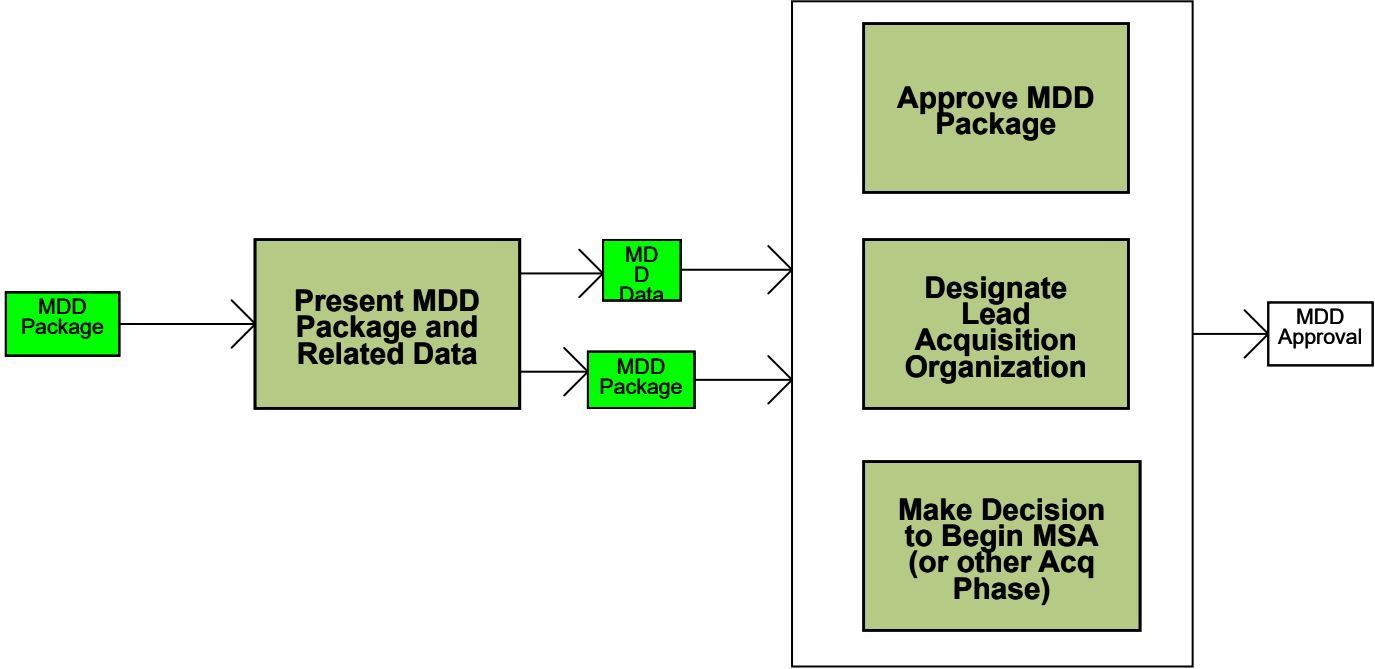 MDD
Package
Present MDD
Package and
Related Data
MD
D
Data
MDD
Package
Approve MDD
Package
Designate
Lead
Acquisition
Organization
Make Decision
to Begin MSA
(or other Acq
Phase)
MDD
Approval